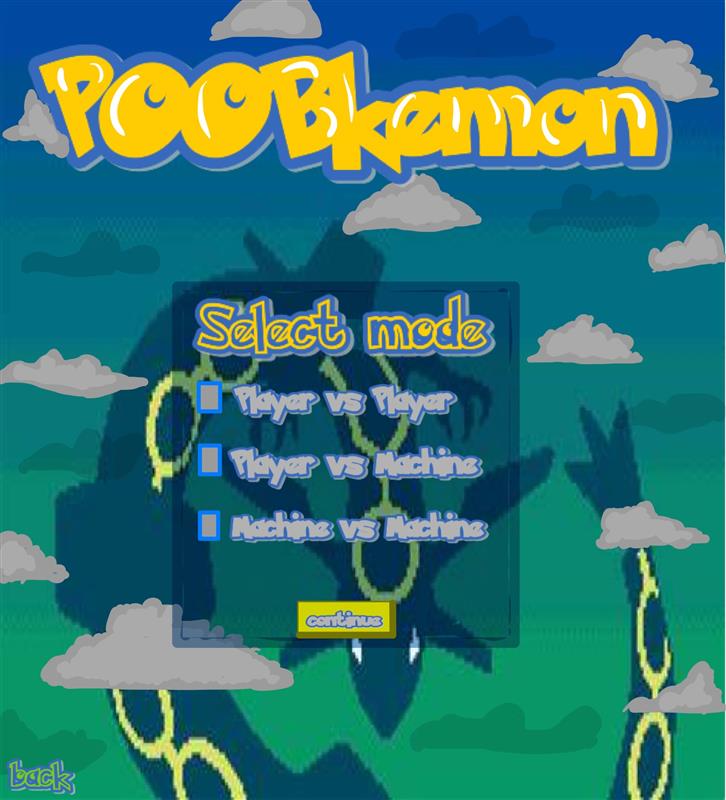 POOBkemon
Select mode
Player vs Player
Player vs Machine
Machine vs Machine
continue
back